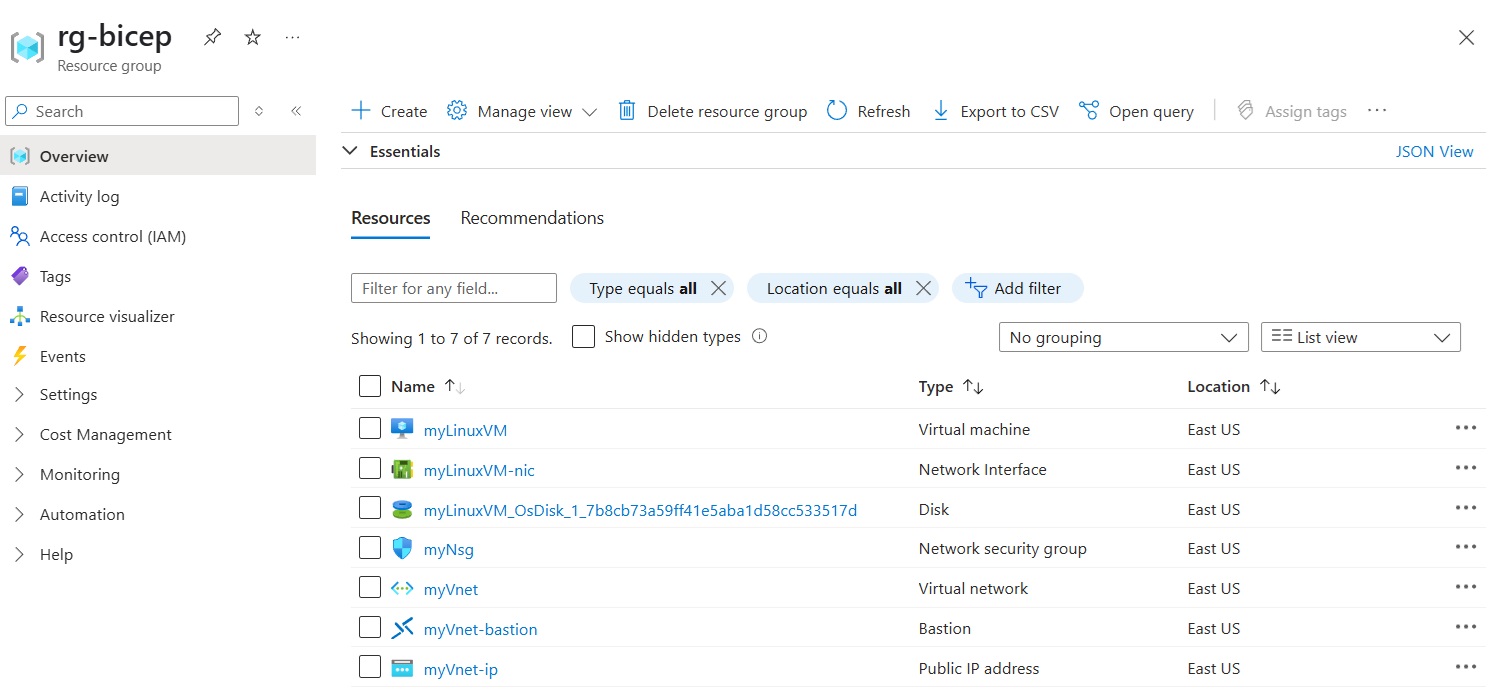 rg-bicep
Resource group
Search
Overview
Activity log
Access control (IAM)
Tags
Resource visualizer
Events
Settings
Cost Management
Monitoring
Automation
Help
Create Manage view Delete resource group Refresh Export to CSV Open query Assign tags
Essentials JSON View
Resources Recommendations
Filter for any field... Type equals all Location equals all Add filter
Showing 1 to 7 of 7 records. Show hidden types No grouping List view
Name Type Location
myLinuxVM Virtual machine East US
myLinuxVM-nic Network Interface East US
myLinuxVM_OsDisk_1_7b8cb73a59ff41e5aba1d58cc533517d Disk East US
myNsg Network security group East US
myVnet Virtual network East US
myVnet-bastion Bastion East US
myVnet-ip Public IP address East US